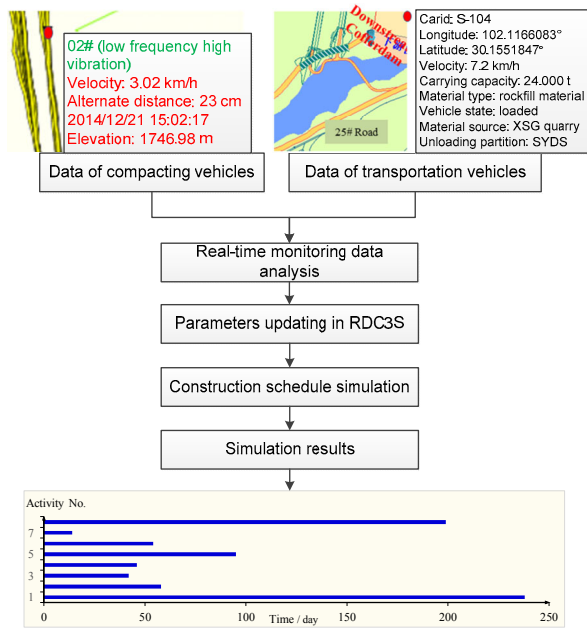 02# (low frequency high
vibration)
Velocity: 3.02 km/h
Alternate distance: 23 cm
2014/12/21 15:02:17
Elevation: 1746.98 m
Downstream
Cofferdam
25# Road
Carid: S-104
Longitude: 102.1166083°
Latitude: 30.1551847°
Velocity: 7.2 km/h
Carrying capacity: 24.000 t
Material type: rockfill material
Vehicle state: loaded
Material source: XSG quarry
Unloading partition: SYDS
Data of compacting vehicles
Data of transportation vehicles
Real-time monitoring data
analysis
Parameters updating in RDC3S
Construction schedule simulation
Simulation results
Activity No.
7
5
3
1
0 50 100 150 200 250
Time / day